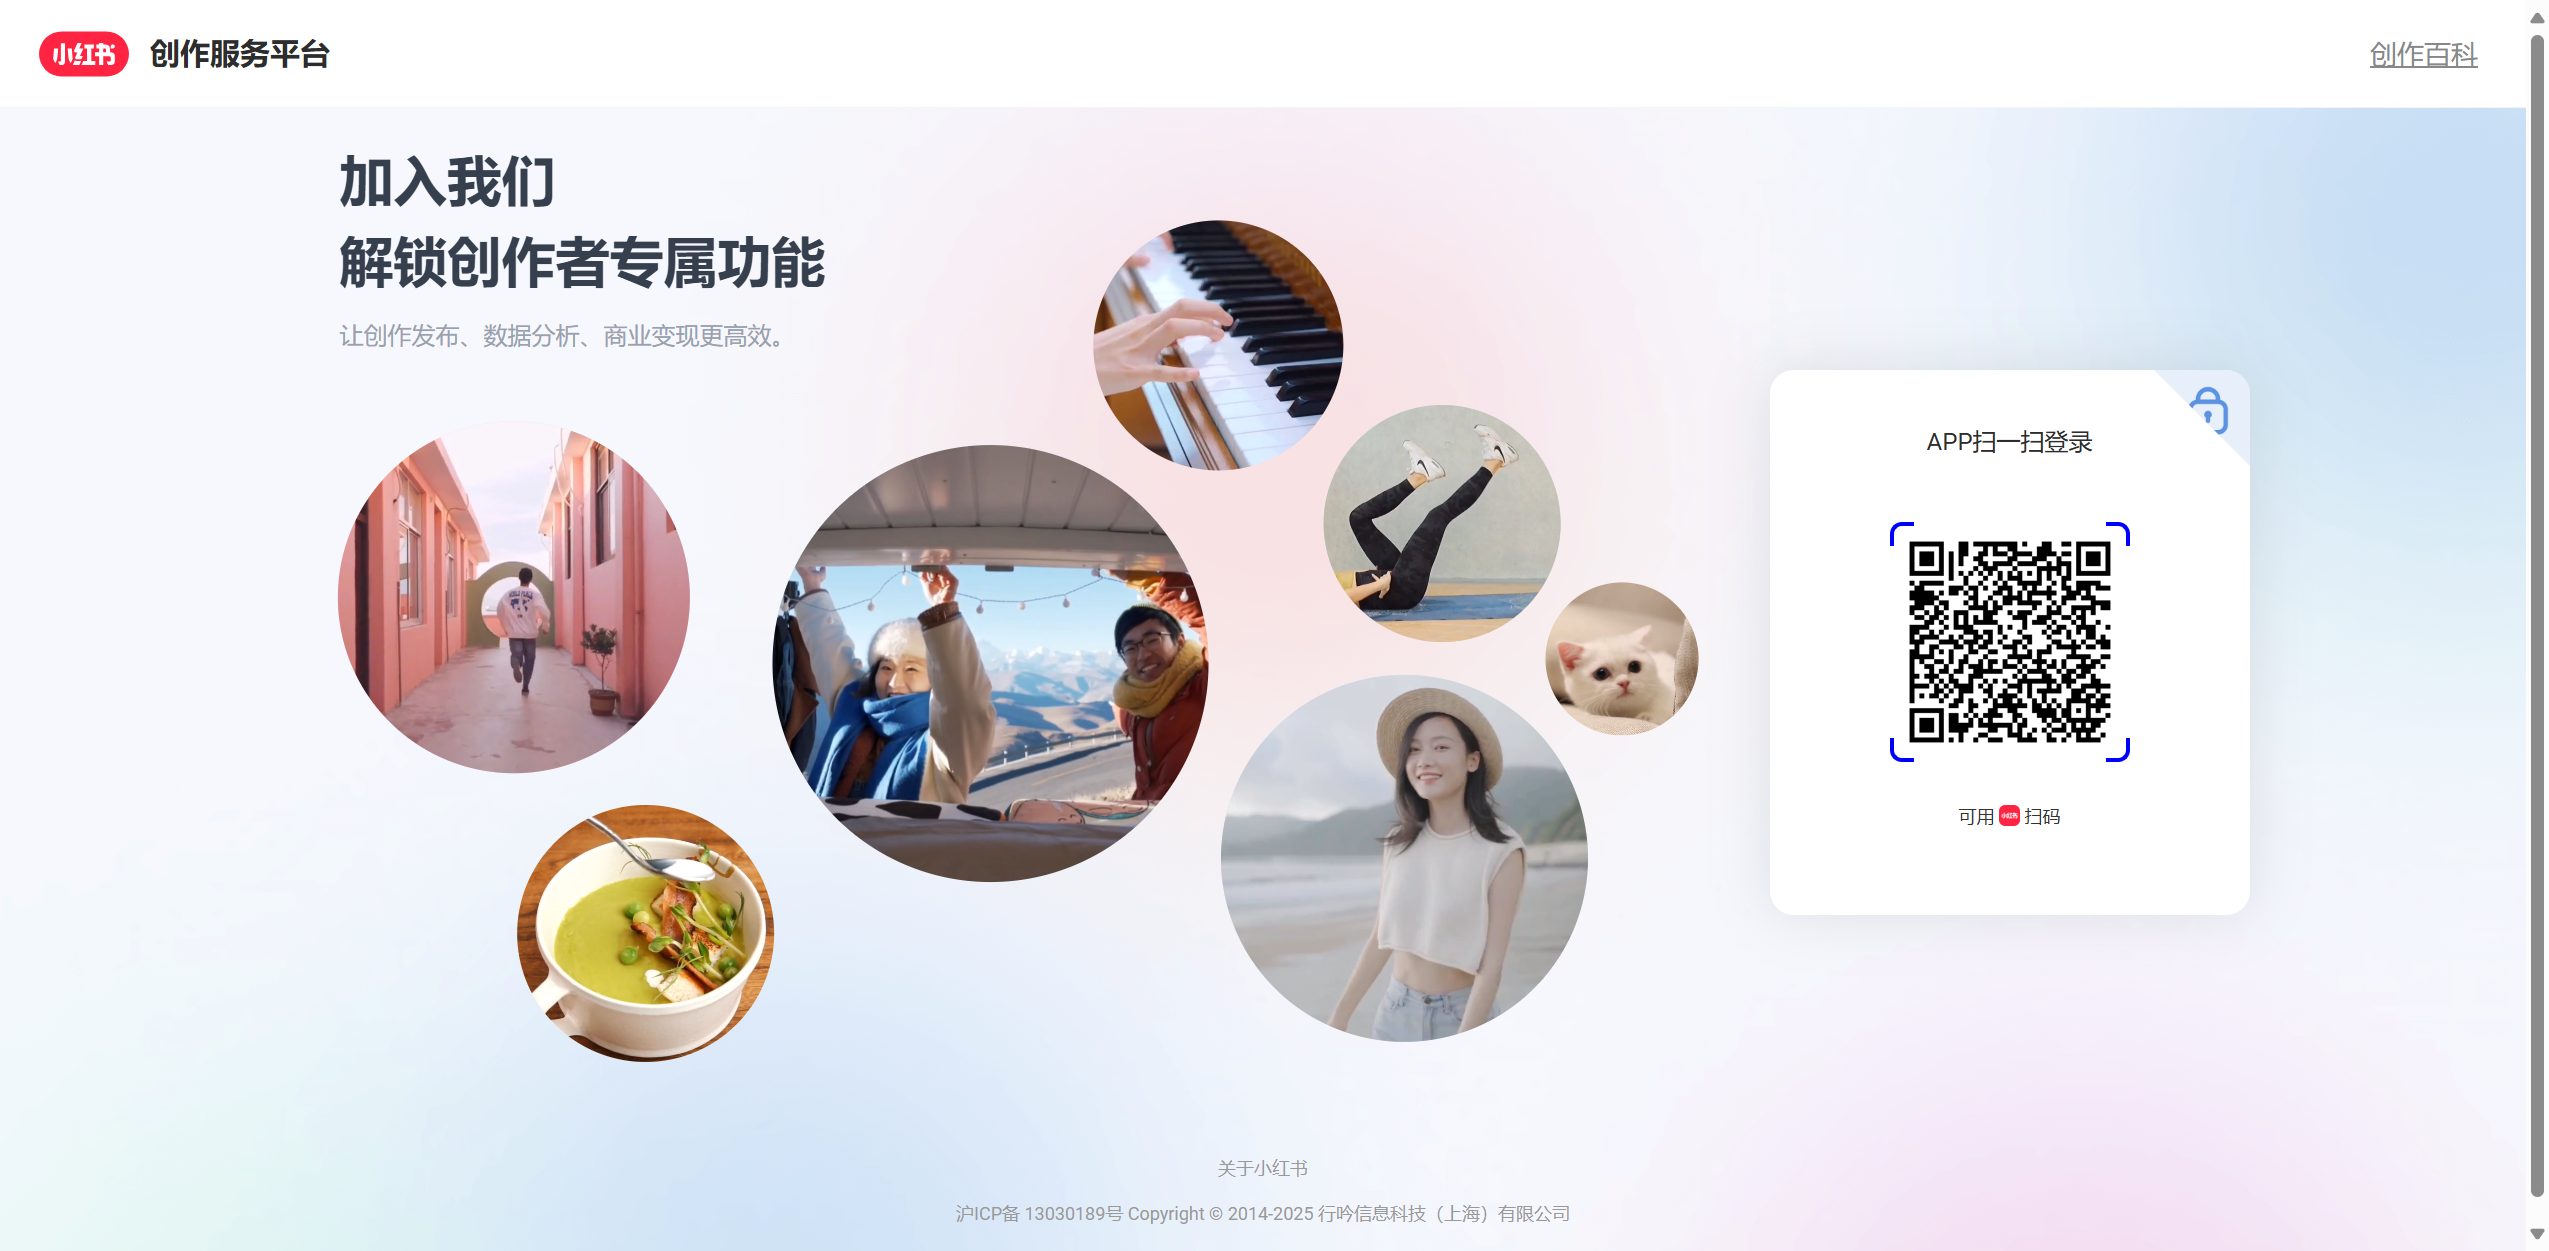 小红书 创作服务平台
创作百科
加入我们
解锁创作者专属功能
让创作发布、数据分析、商业变现更高效。
APP扫一扫登录
可用 小红书 扫码
关于小红书
沪ICP备 13030189号 Copyright © 2014-2025 行吟信息科技（上海）有限公司